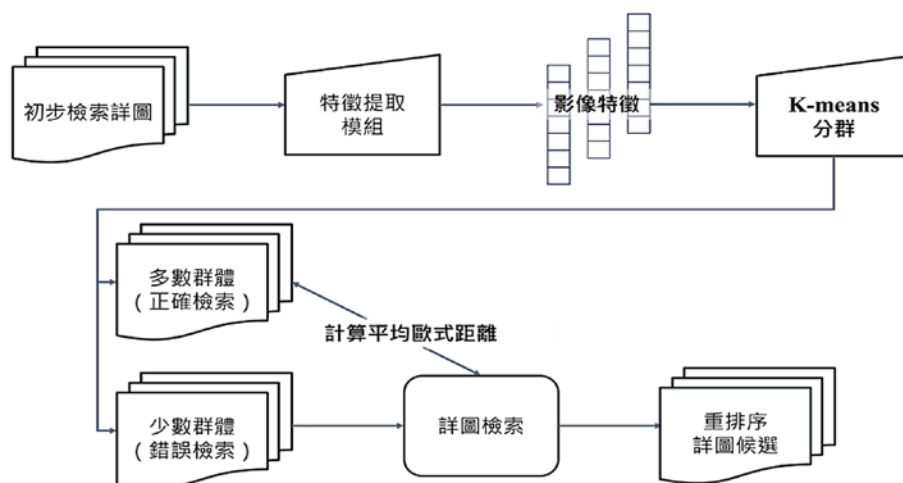 初步檢索詳圖
特徵提取
模組
影像特徵
K-means
分群
多數群體
（正確檢索）
計算平均歐式距離
少數群體
（錯誤檢索）
詳圖檢索
重排序
詳圖候選